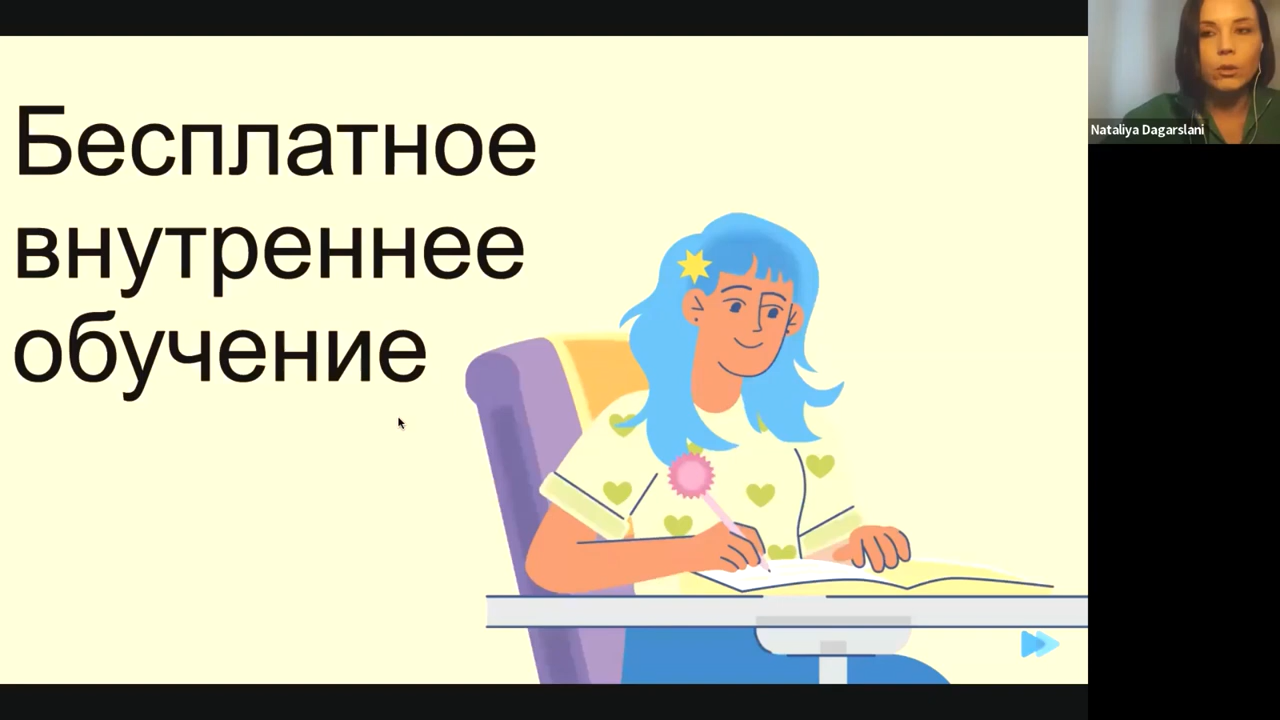 Бесплатное
внутреннее
обучение
Nataliya Dagarslani